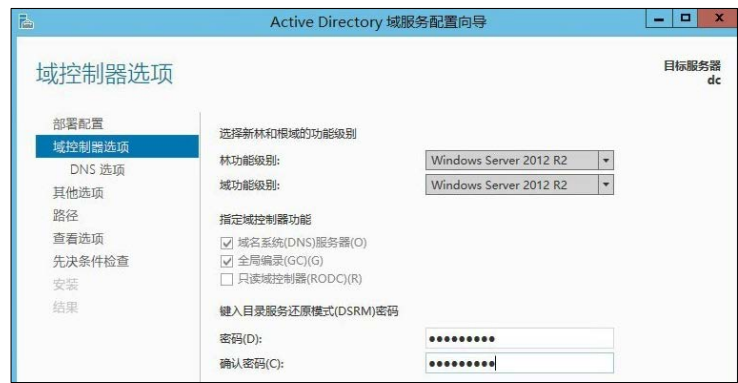 Active Directory 域服务配置向导
域控制器选项
目标服务器
dc
部署配置
域控制器选项
DNS 选项
其他选项
路径
查看选项
先决条件检查
安装
结果
选择新林和根域的功能级别
林功能级别: Windows Server 2012 R2
域功能级别: Windows Server 2012 R2
指定域控制器功能
域名系统(DNS)服务器(O)
全局编录(GC)(G)
只读域控制器(RODC)(R)
键入目录服务还原模式(DSRM)密码
密码(D): ●●●●●●●●●
确认密码(C): ●●●●●●●●●